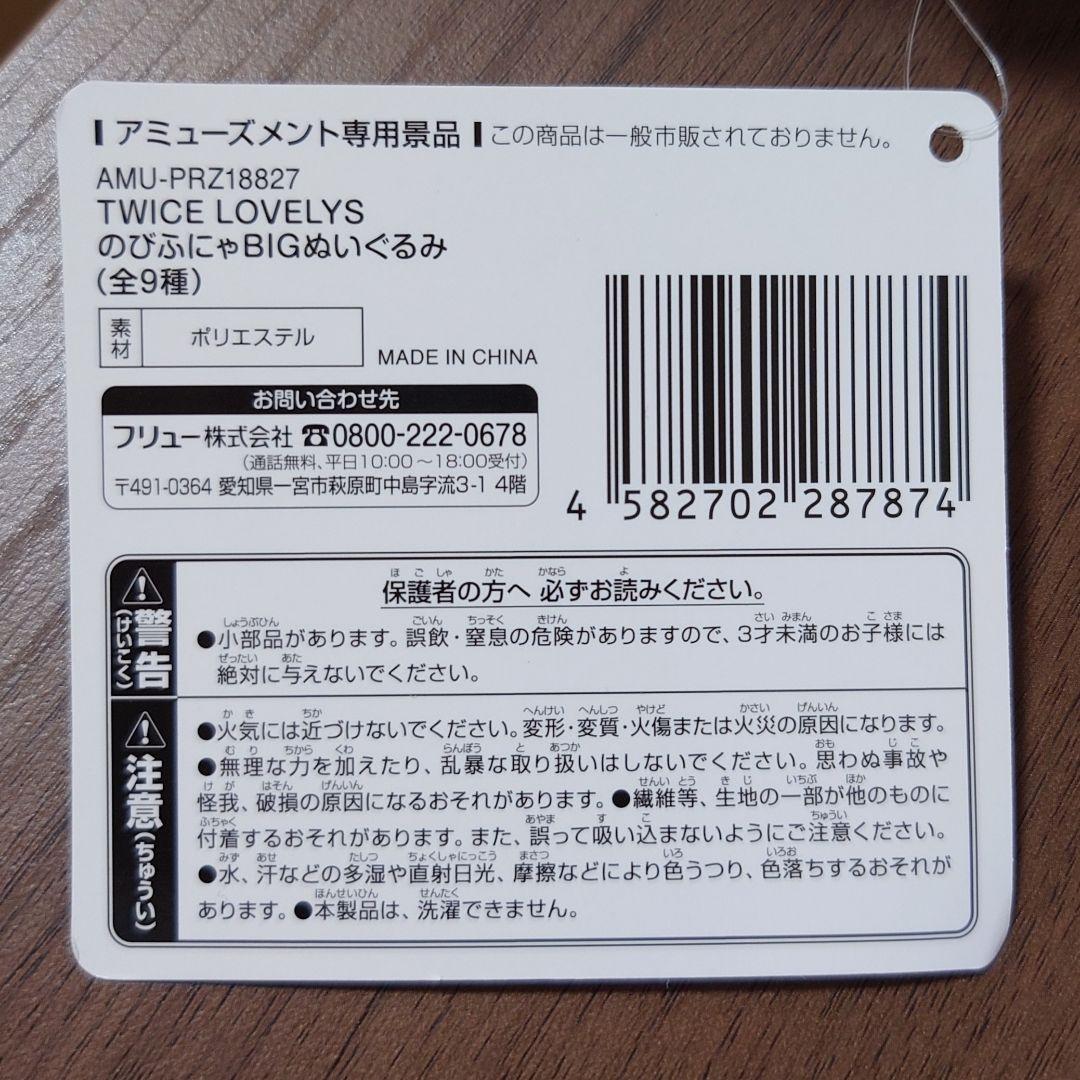 アミューズメント専用景品 この商品は一般市販されておりません。
AMU-PRZ18827
TWICE LOVELYS
のびふにゃBIGぬいぐるみ
(全9種)
素材 ポリエステル
MADE IN CHINA
お問い合わせ先
フリュー株式会社 ☎0800-222-0678
(通話無料、平日10:00〜18:00受付)
〒491-0364 愛知県一宮市萩原町中島字流3-1 4階
4 582702 287874
⚠警告(けいこく)
ほごしゃ かた かなら よ
保護者の方へ 必ずお読みください。
しょうぶひん ごいん ちっそく きけん さい みまん こ さま
●小部品があります。誤飲・窒息の危険がありますので、3才未満のお子様には
ぜったい あた
絶対に与えないでください。
⚠注意(ちゅうい)
かき ちか へんけい へんしつ やけど かさい げんいん
●火気には近づけないでください。変形・変質・火傷または火災の原因になります。
むり ちから くわ らんぼう と あつか おも じこ
●無理な力を加えたり、乱暴な取り扱いはしないでください。思わぬ事故や
けが はそん げんいん せんい とう きじ いちぶ ほか
怪我、破損の原因になるおそれがあります。●繊維等、生地の一部が他のものに
ふちゃく あやま す こ ちゅうい
付着するおそれがあります。また、誤って吸い込まないようにご注意ください。
みず あせ たしつ ちょくしゃにっこう まさつ いろ いろお
●水、汗などの多湿や直射日光、摩擦などにより色うつり、色落ちするおそれが
ほんせいひん せんたく
あります。●本製品は、洗濯できません。